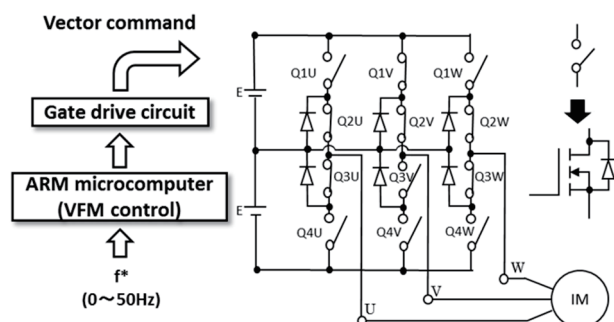 Vector command
Gate drive circuit
ARM microcomputer
(VFM control)
f*
(0～50Hz)
E
E
Q1U
Q1V
Q1W
Q2U
Q2V
Q2W
Q3U
Q3V
Q3W
Q4U
Q4V
Q4W
W
V
U
IM